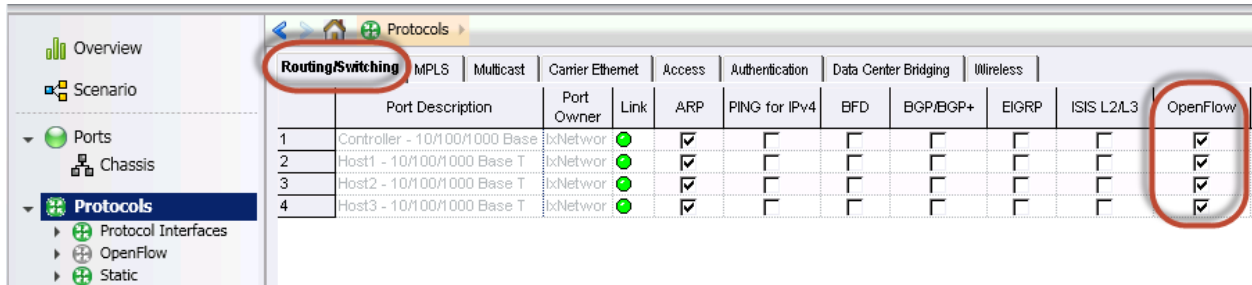 Overview
Scenario
Ports
Chassis
Protocols
Protocol Interfaces
OpenFlow
Static
Protocols
Routing/Switching MPLS Multicast Carrier Ethernet Access Authentication Data Center Bridging Wireless
Port Description Port Owner Link ARP PING for IPv4 BFD BGP/BGP+ EIGRP ISIS L2/L3 OpenFlow
1 Controller - 10/100/1000 Base IxNetwor
2 Host1 - 10/100/1000 Base T IxNetwor
3 Host2 - 10/100/1000 Base T IxNetwor
4 Host3 - 10/100/1000 Base T IxNetwor